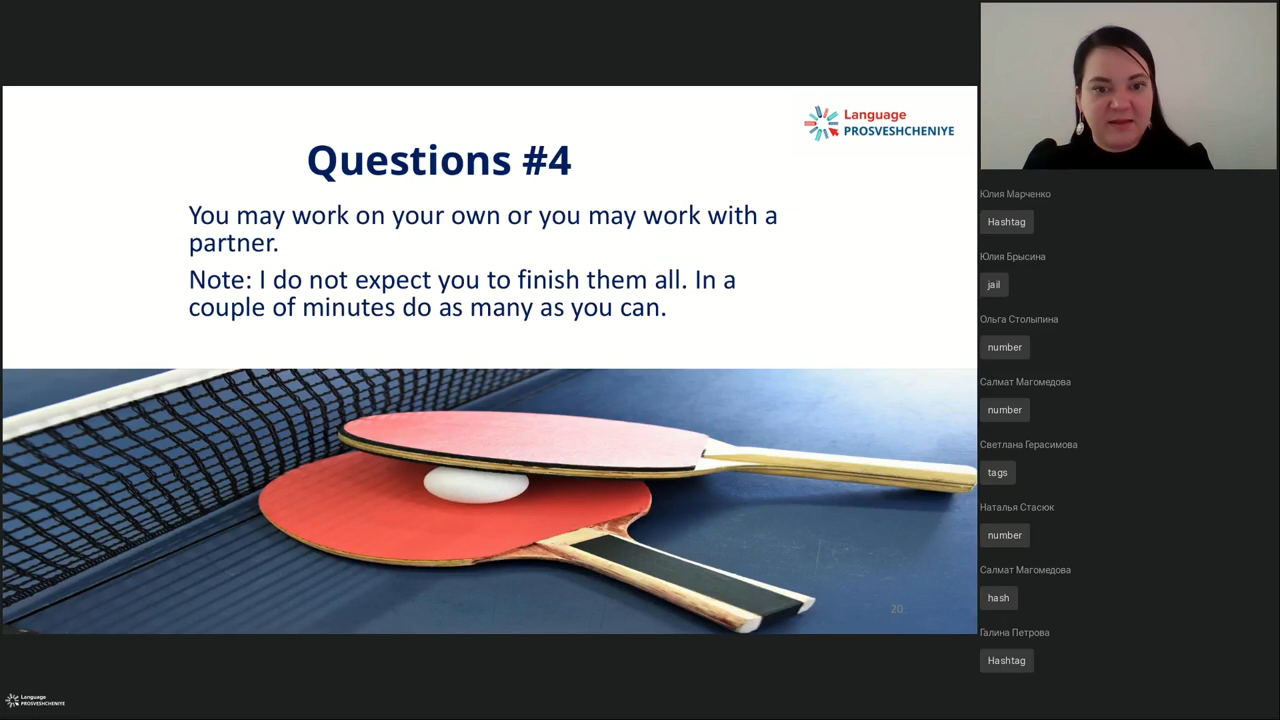 Language
PROSVESHCHENIYE
Questions #4
You may work on your own or you may work with a
partner.
Note: I do not expect you to finish them all. In a
couple of minutes do as many as you can.
20
Юлия Марченко
Hashtag
Юлия Брысина
jail
Ольга Столыпина
number
Салмат Магомедова
number
Светлана Герасимова
tags
Наталья Стасюк
number
Салмат Магомедова
hash
Галина Петрова
Hashtag
Language
PROSVESHCHENIYE